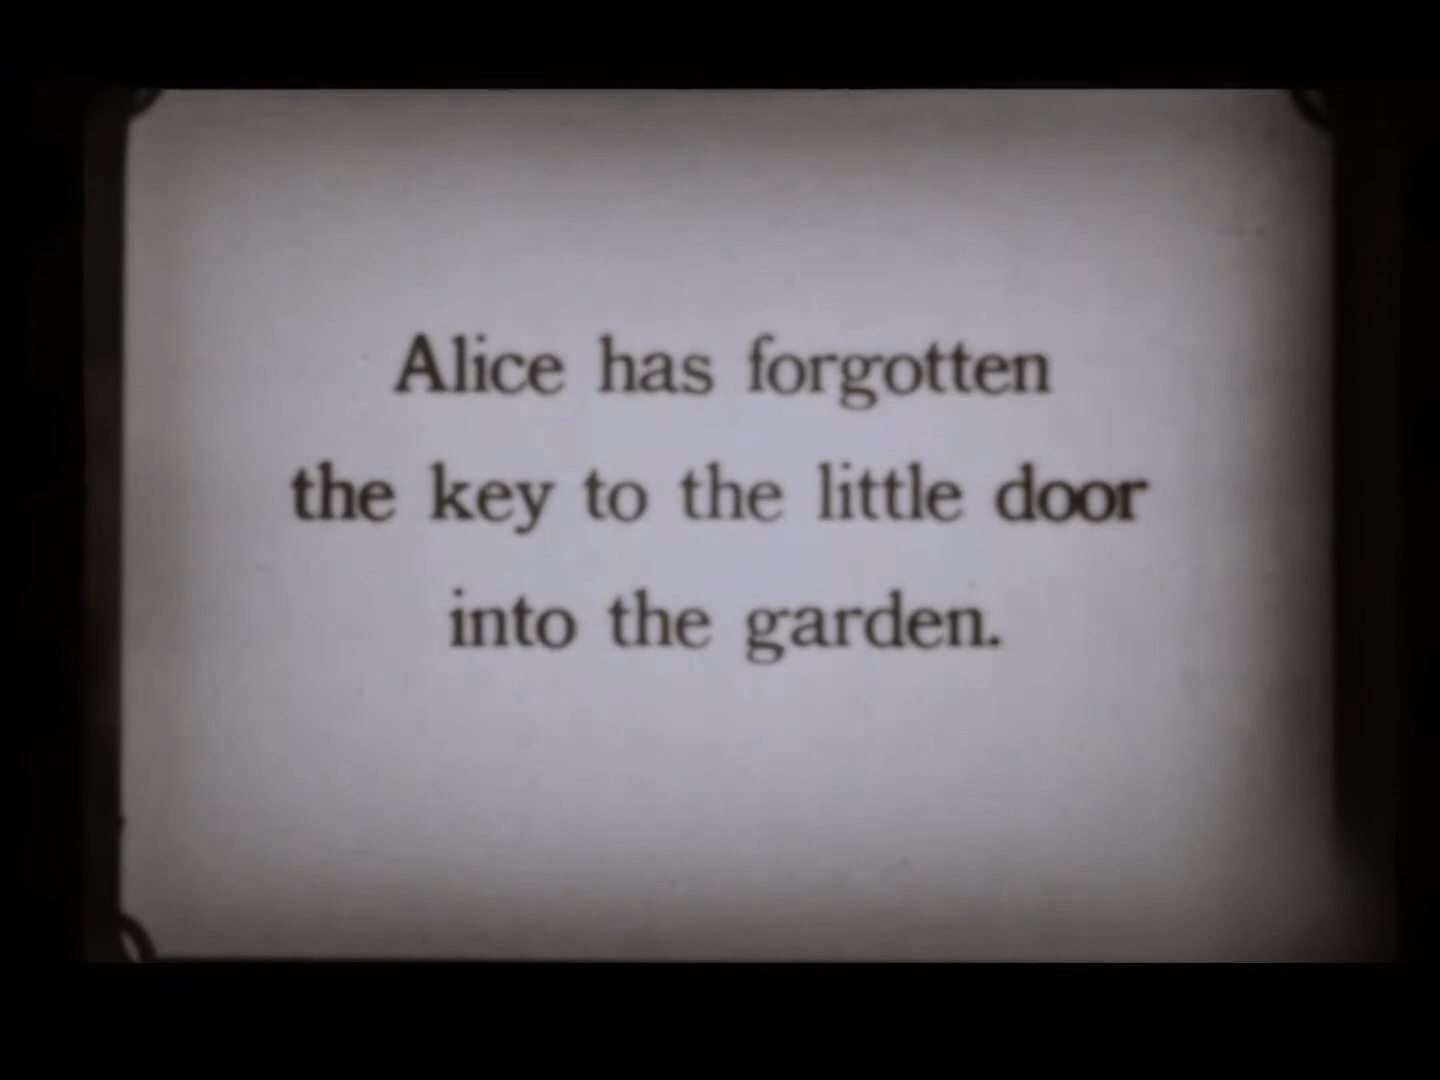 Alice has forgotten
the key to the little door
into the garden.